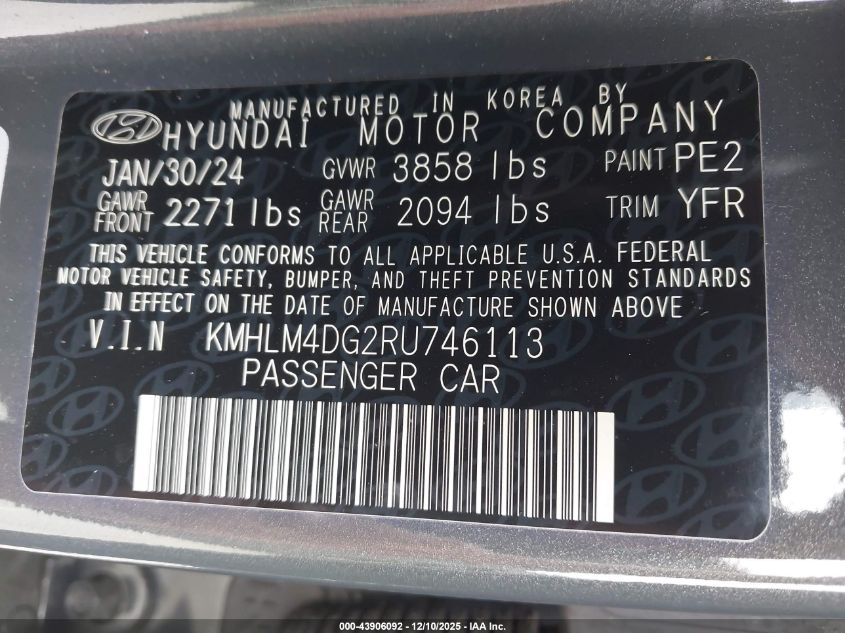 MANUFACTURED IN KOREA BY
HYUNDAI MOTOR COMPANY
JAN/30/24 GVWR 3858 lbs PAINT PE2
GAWR FRONT 2271 lbs GAWR REAR 2094 lbs TRIM YFR
THIS VEHICLE CONFORMS TO ALL APPLICABLE U.S.A. FEDERAL
MOTOR VEHICLE SAFETY, BUMPER, AND THEFT PREVENTION STANDARDS
IN EFFECT ON THE DATE OF MANUFACTURE SHOWN ABOVE
V.I.N KMHLM4DG2RU746113
PASSENGER CAR
000-43906092 - 12/10/2025 - IAA Inc.